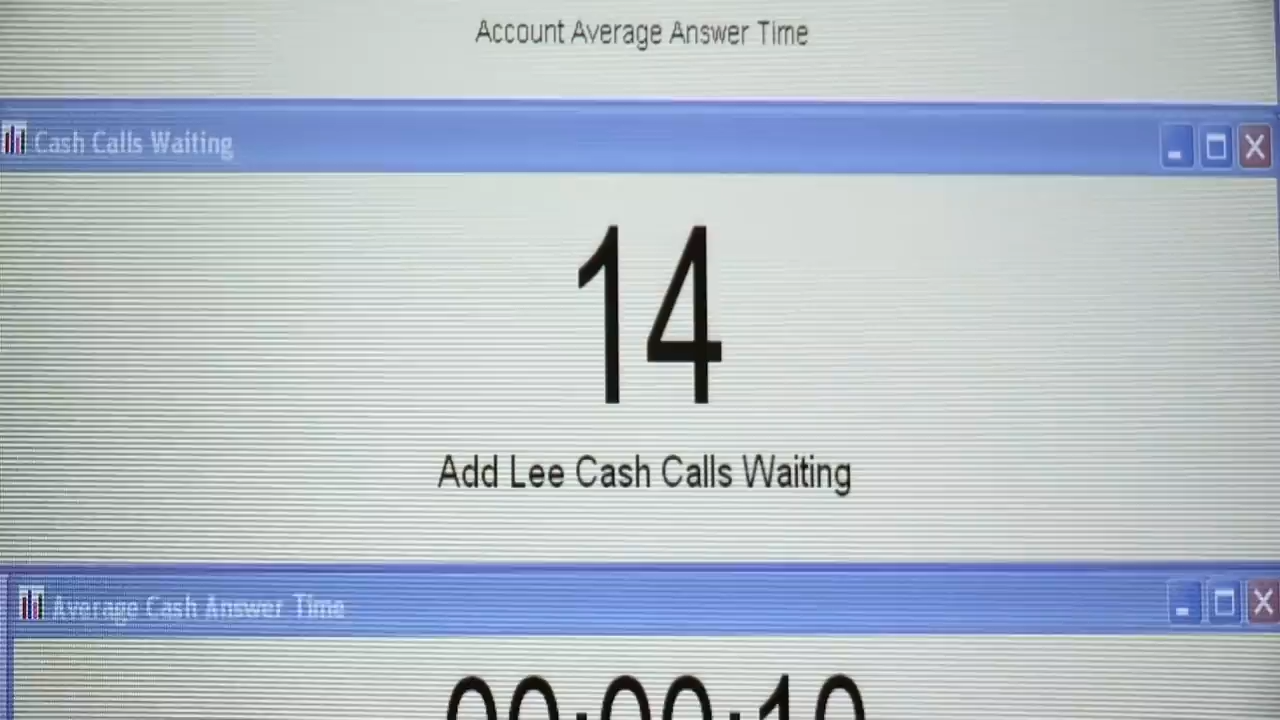 Account Average Answer Time
Cash Calls Waiting
14
Add Lee Cash Calls Waiting
Average Cash Answer Time